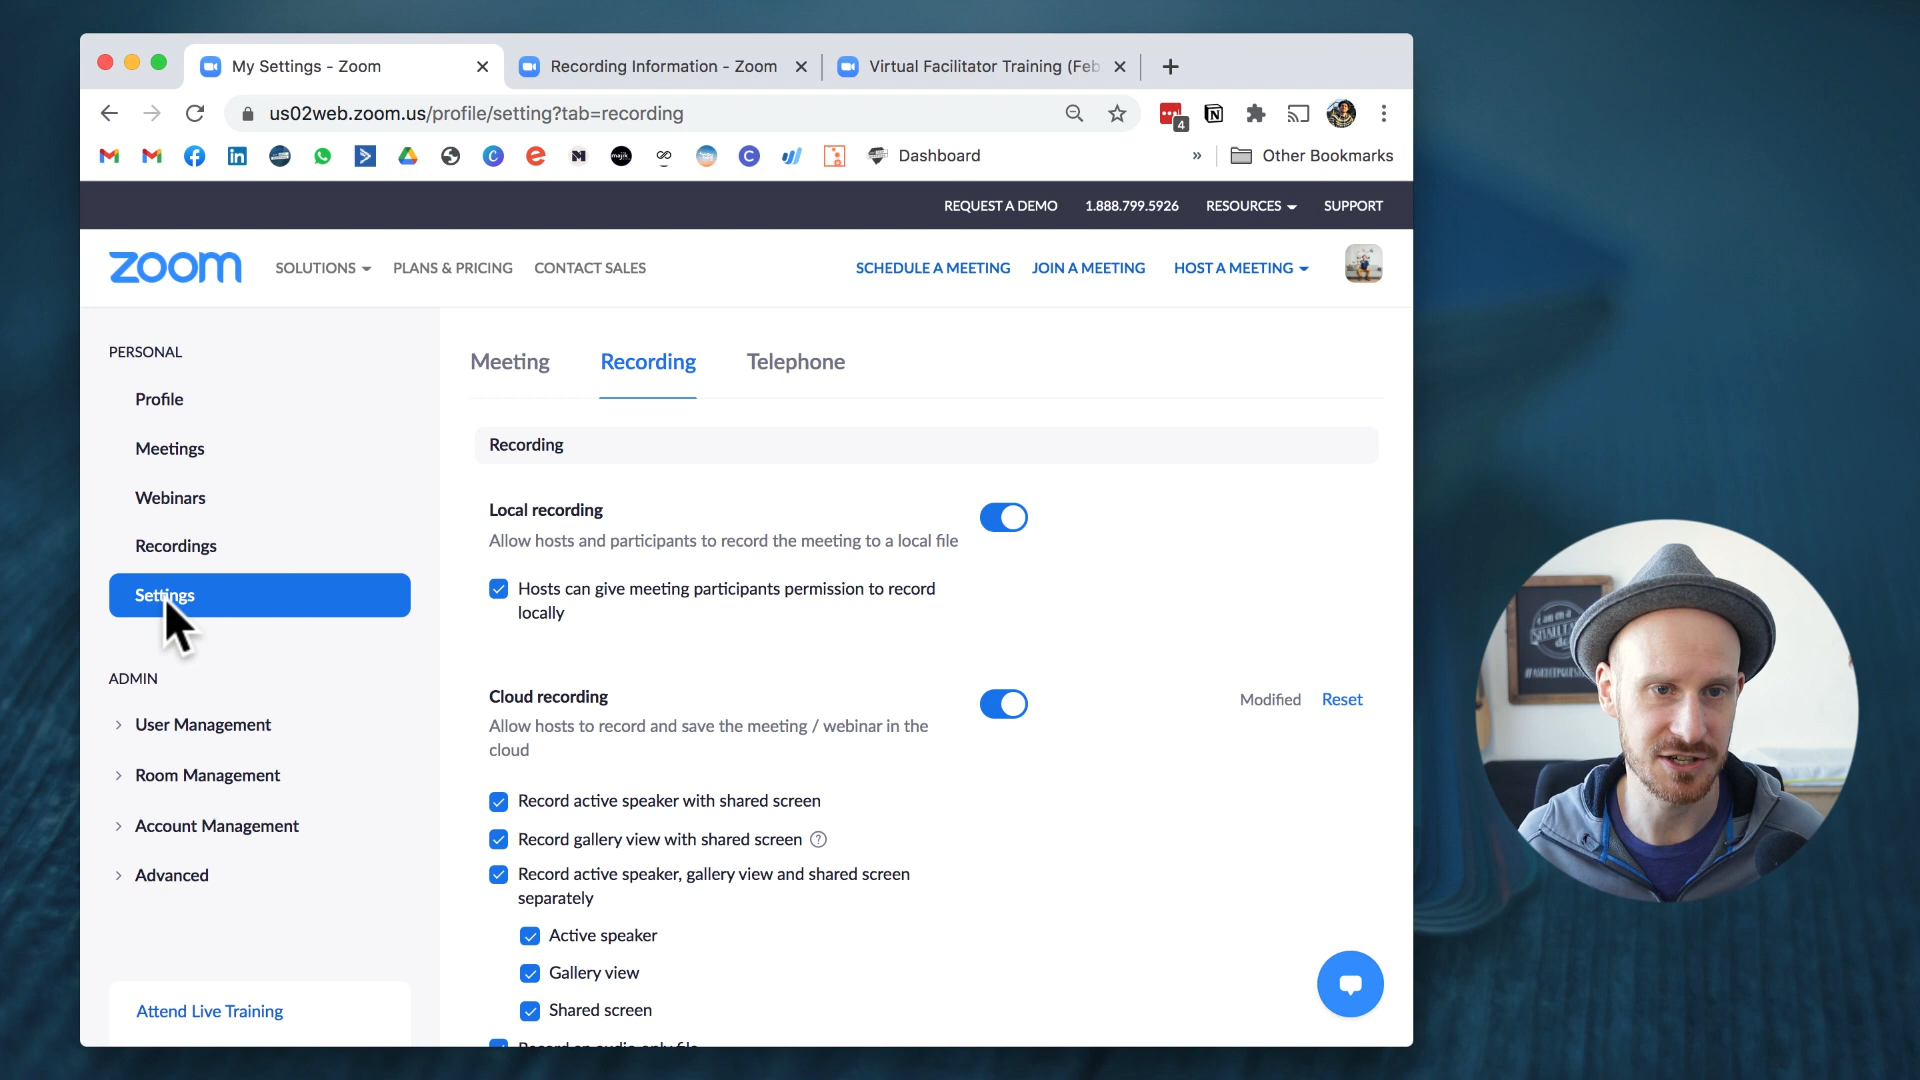 My Settings - Zoom
Recording Information - Zoom
Virtual Facilitator Training (Feb
us02web.zoom.us/profile/setting?tab=recording
4
Dashboard
»
Other Bookmarks
REQUEST A DEMO
1.888.799.5926
RESOURCES
SUPPORT
zoom
SOLUTIONS
PLANS & PRICING
CONTACT SALES
SCHEDULE A MEETING
JOIN A MEETING
HOST A MEETING
PERSONAL
Profile
Meetings
Webinars
Recordings
Settings
ADMIN
User Management
Room Management
Account Management
Advanced
Attend Live Training
Meeting
Recording
Telephone
Recording
Local recording
Allow hosts and participants to record the meeting to a local file
Hosts can give meeting participants permission to record
locally
Cloud recording
Modified
Reset
Allow hosts to record and save the meeting / webinar in the
cloud
Record active speaker with shared screen
Record gallery view with shared screen
Record active speaker, gallery view and shared screen
separately
Active speaker
Gallery view
Shared screen
Record an audio only file